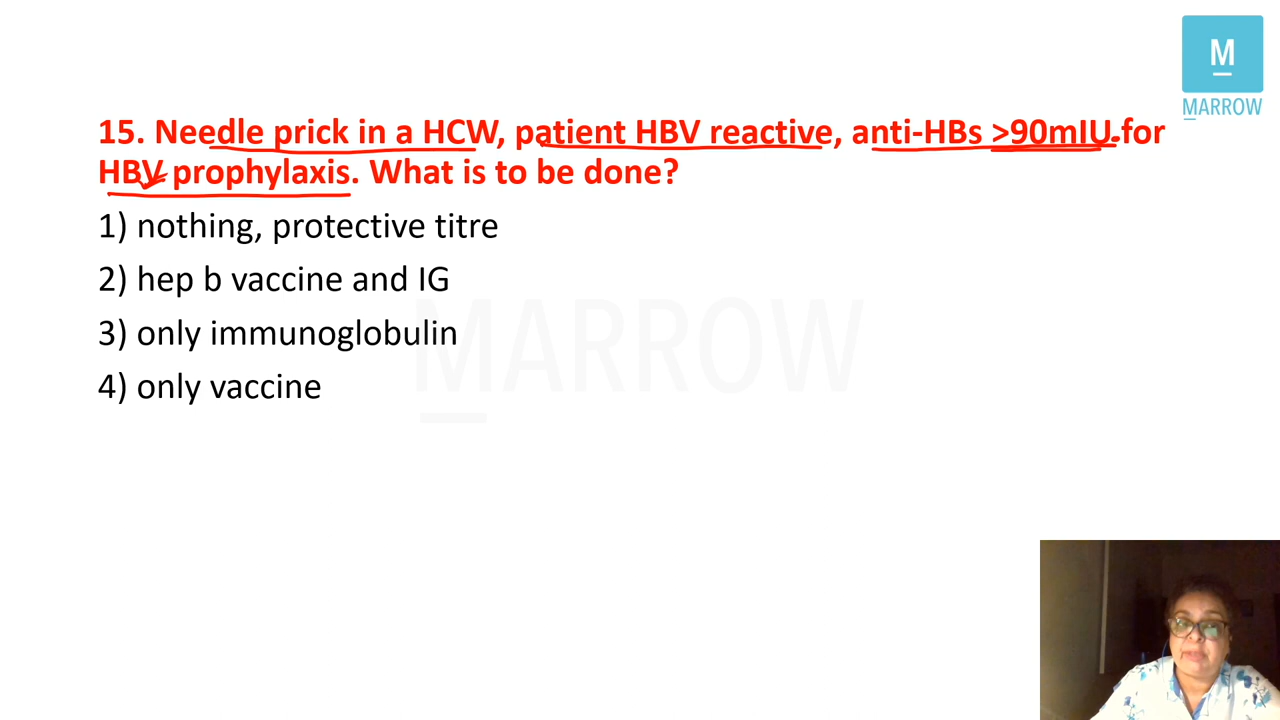 M
MARROW
15. Needle prick in a HCW, patient HBV reactive, anti-HBs >90mIU.for
HBV prophylaxis. What is to be done?
1) nothing, protective titre
2) hep b vaccine and IG
3) only immunoglobulin
4) only vaccine
MARROW